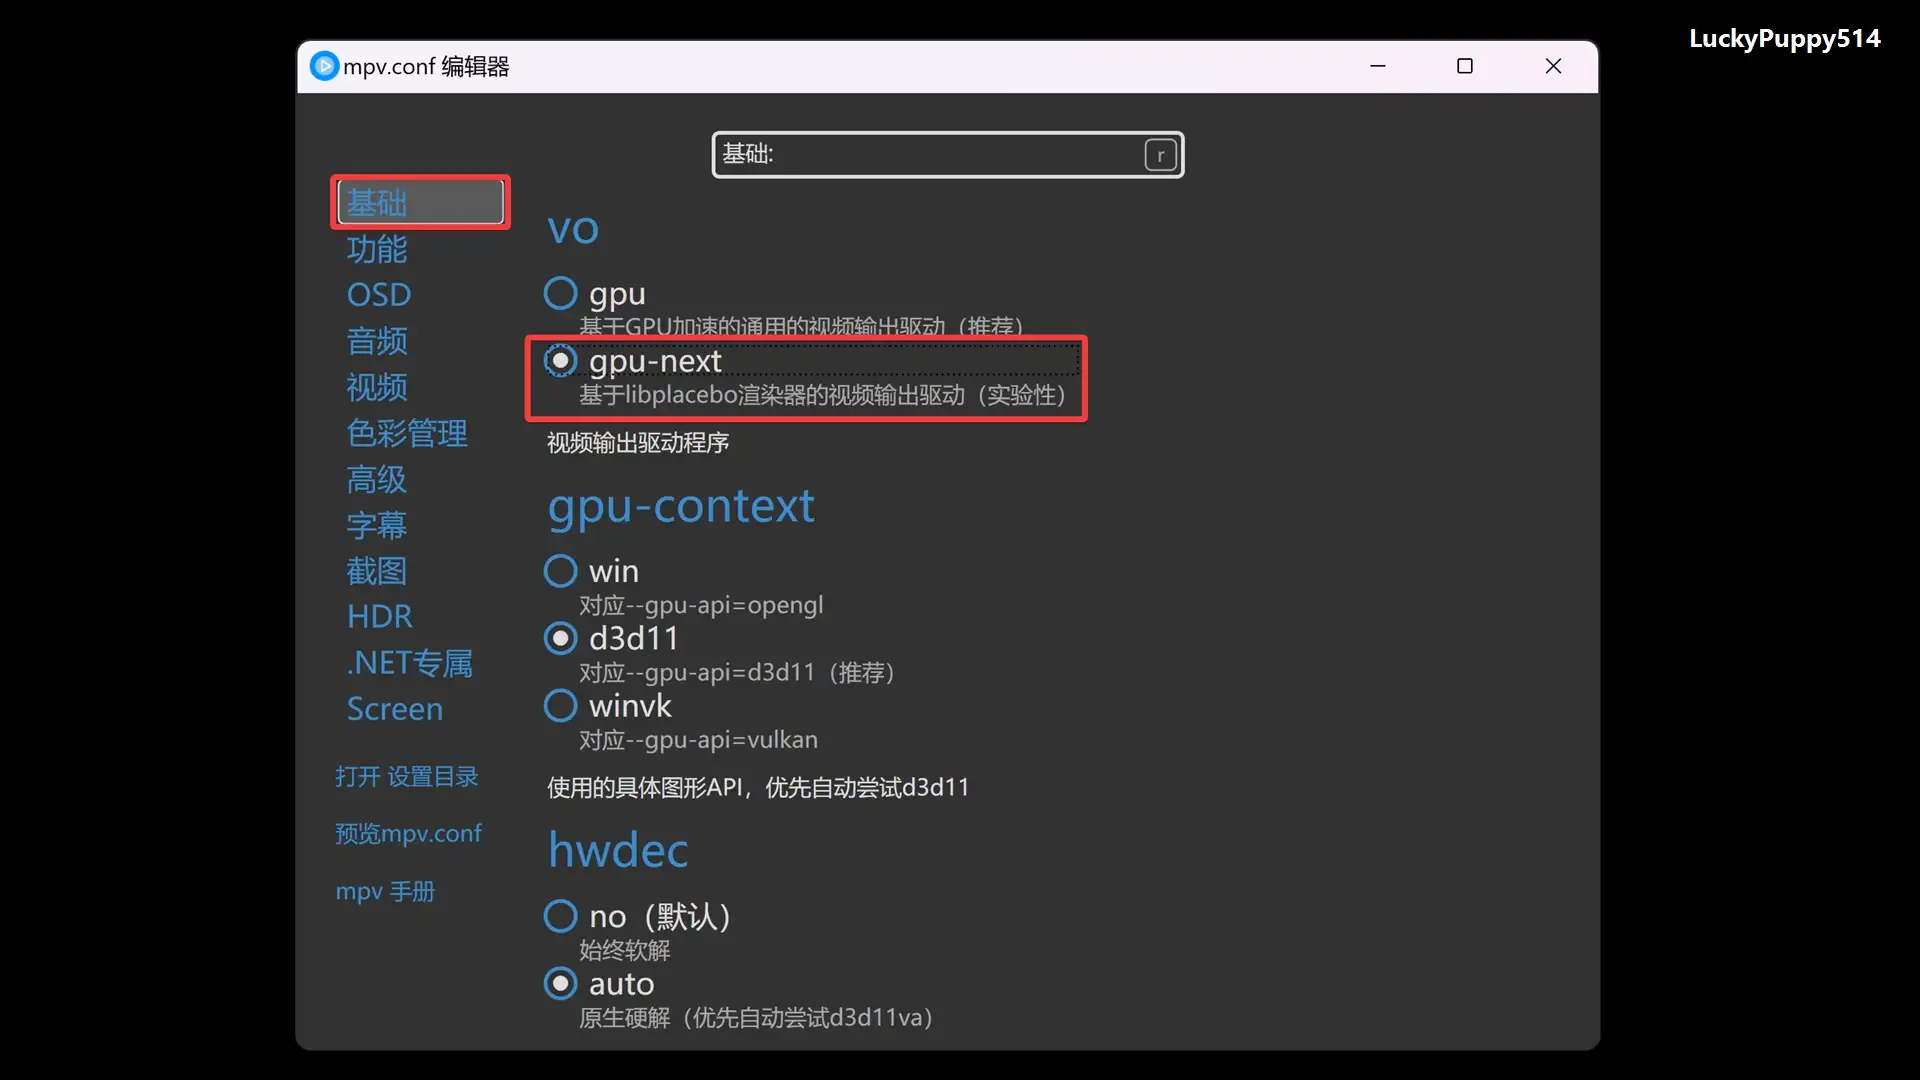 LuckyPuppy514
mpv.conf 编辑器
基础:
r
基础
功能
OSD
音频
视频
色彩管理
高级
字幕
截图
HDR
.NET专属
Screen
打开 设置目录
预览mpv.conf
mpv 手册
vo
gpu
基于GPU加速的通用的视频输出驱动（推荐）
gpu-next
基于libplacebo渲染器的视频输出驱动（实验性）
视频输出驱动程序
gpu-context
win
对应--gpu-api=opengl
d3d11
对应--gpu-api=d3d11（推荐）
winvk
对应--gpu-api=vulkan
使用的具体图形API，优先自动尝试d3d11
hwdec
no（默认）
始终软解
auto
原生硬解（优先自动尝试d3d11va）